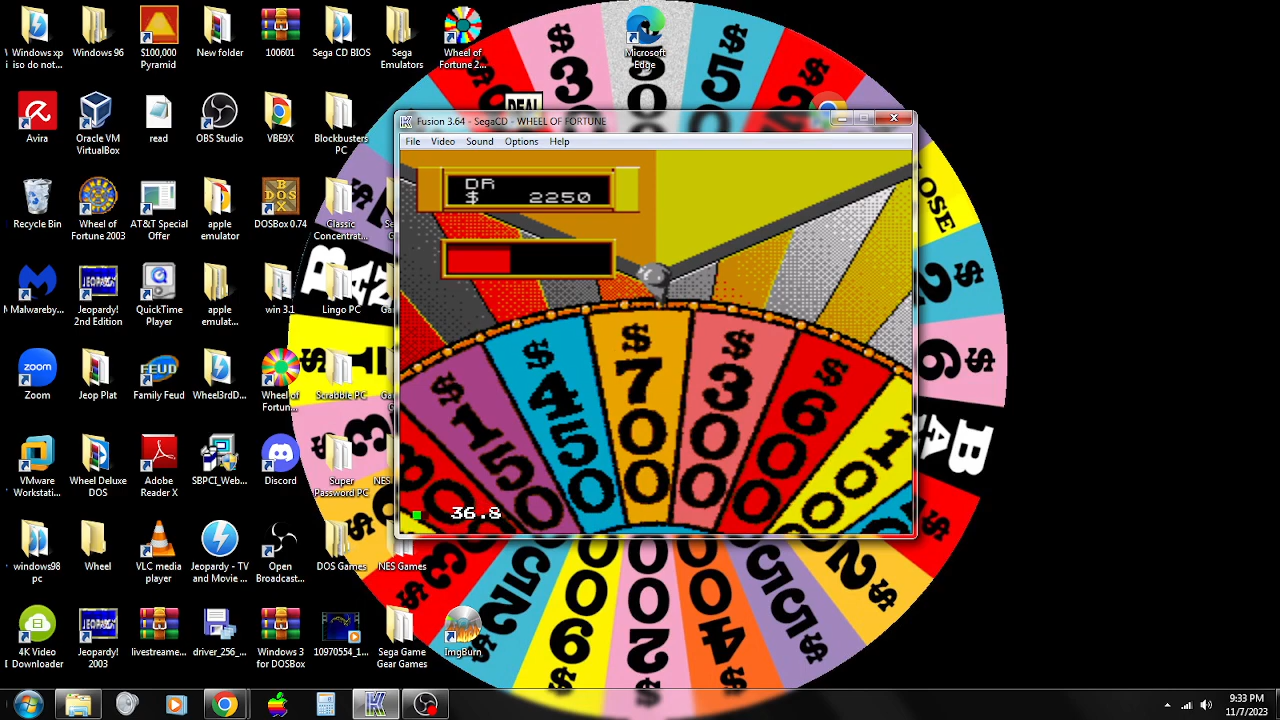 Windows xp
iso do not...
Windows 96
$100,000
Pyramid
New folder
100601
Sega CD BIOS
Sega
Emulators
Wheel of
Fortune 2...
Microsoft
Edge
Avira
Oracle VM
VirtualBox
read
OBS Studio
VBE9X
Blockbusters
PC
DEAL
Fusion 3.64 - SegaCD - WHEEL OF FORTUNE
File Video Sound Options Help
DA
$ 2250
Recycle Bin
Wheel of
Fortune 2003
AT&T Special
Offer
apple
emulator
DOSBox 0.74
Classic
Concentrat...
Malwareby...
Jeopardy!
2nd Edition
QuickTime
Player
apple
emulat...
win 3.1
Lingo PC
$150
$450
$700
$300
$600
Zoom
Jeop Plat
Family Feud
Wheel3rdD...
Wheel of
Fortun...
Scrabble PC
VMware
Workstati...
Wheel Deluxe
DOS
Adobe
Reader X
SBPCI_Web...
Discord
Super
Password PC
NES
36.8
windows98
pc
Wheel
VLC media
player
Jeopardy - TV
and Movie ...
Open
Broadcast...
DOS Games
NES Games
4K Video
Downloader
Jeopardy!
2003
livestreame...
driver_256_...
Windows 3
for DOSBox
10970554_1...
Sega Game
Gear Games
ImgBurn
9:33 PM
11/7/2023